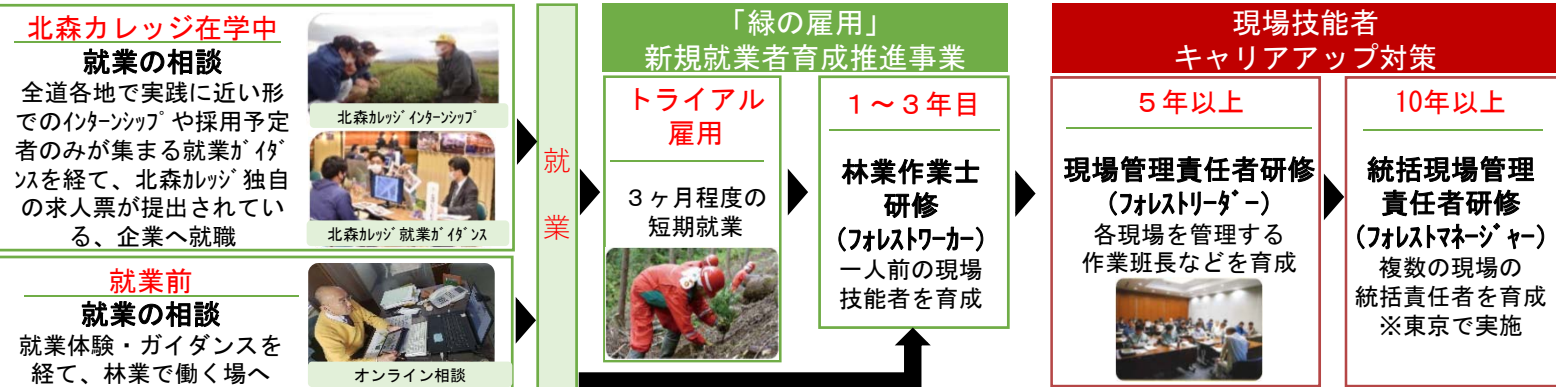 北森カレッジ在学中
就業の相談
全道各地で実践に近い形
でのｲﾝﾀｰﾝｼｯﾌﾟや採用予定
者のみが集まる就業ｶﾞｲﾀﾞ
ﾝｽを経て、北森ｶﾚｯｼﾞ独自
の求人票が提出されてい
る、企業へ就職
北森ｶﾚｯｼﾞｲﾝﾀｰﾝｼｯﾌﾟ
北森ｶﾚｯｼﾞ就業ｶﾞｲﾀﾞﾝｽ
就業前
就業の相談
就業体験・ガイダンスを
経て、林業で働く場へ
オンライン相談
就
業
「緑の雇用」
新規就業者育成推進事業
トライアル
雇用
３ヶ月程度の
短期就業
１～３年目
林業作業士
研修
(ﾌｫﾚｽﾄﾜｰｶｰ)
一人前の現場
技能者を育成
現場技能者
キャリアアップ対策
５年以上
現場管理責任者研修
(ﾌｫﾚｽﾄﾘｰﾀﾞｰ)
各現場を管理する
作業班長などを育成
10年以上
統括現場管理
責任者研修
(ﾌｫﾚｽﾄﾏﾈｰｼﾞｬｰ)
複数の現場の
統括責任者を育成
※東京で実施